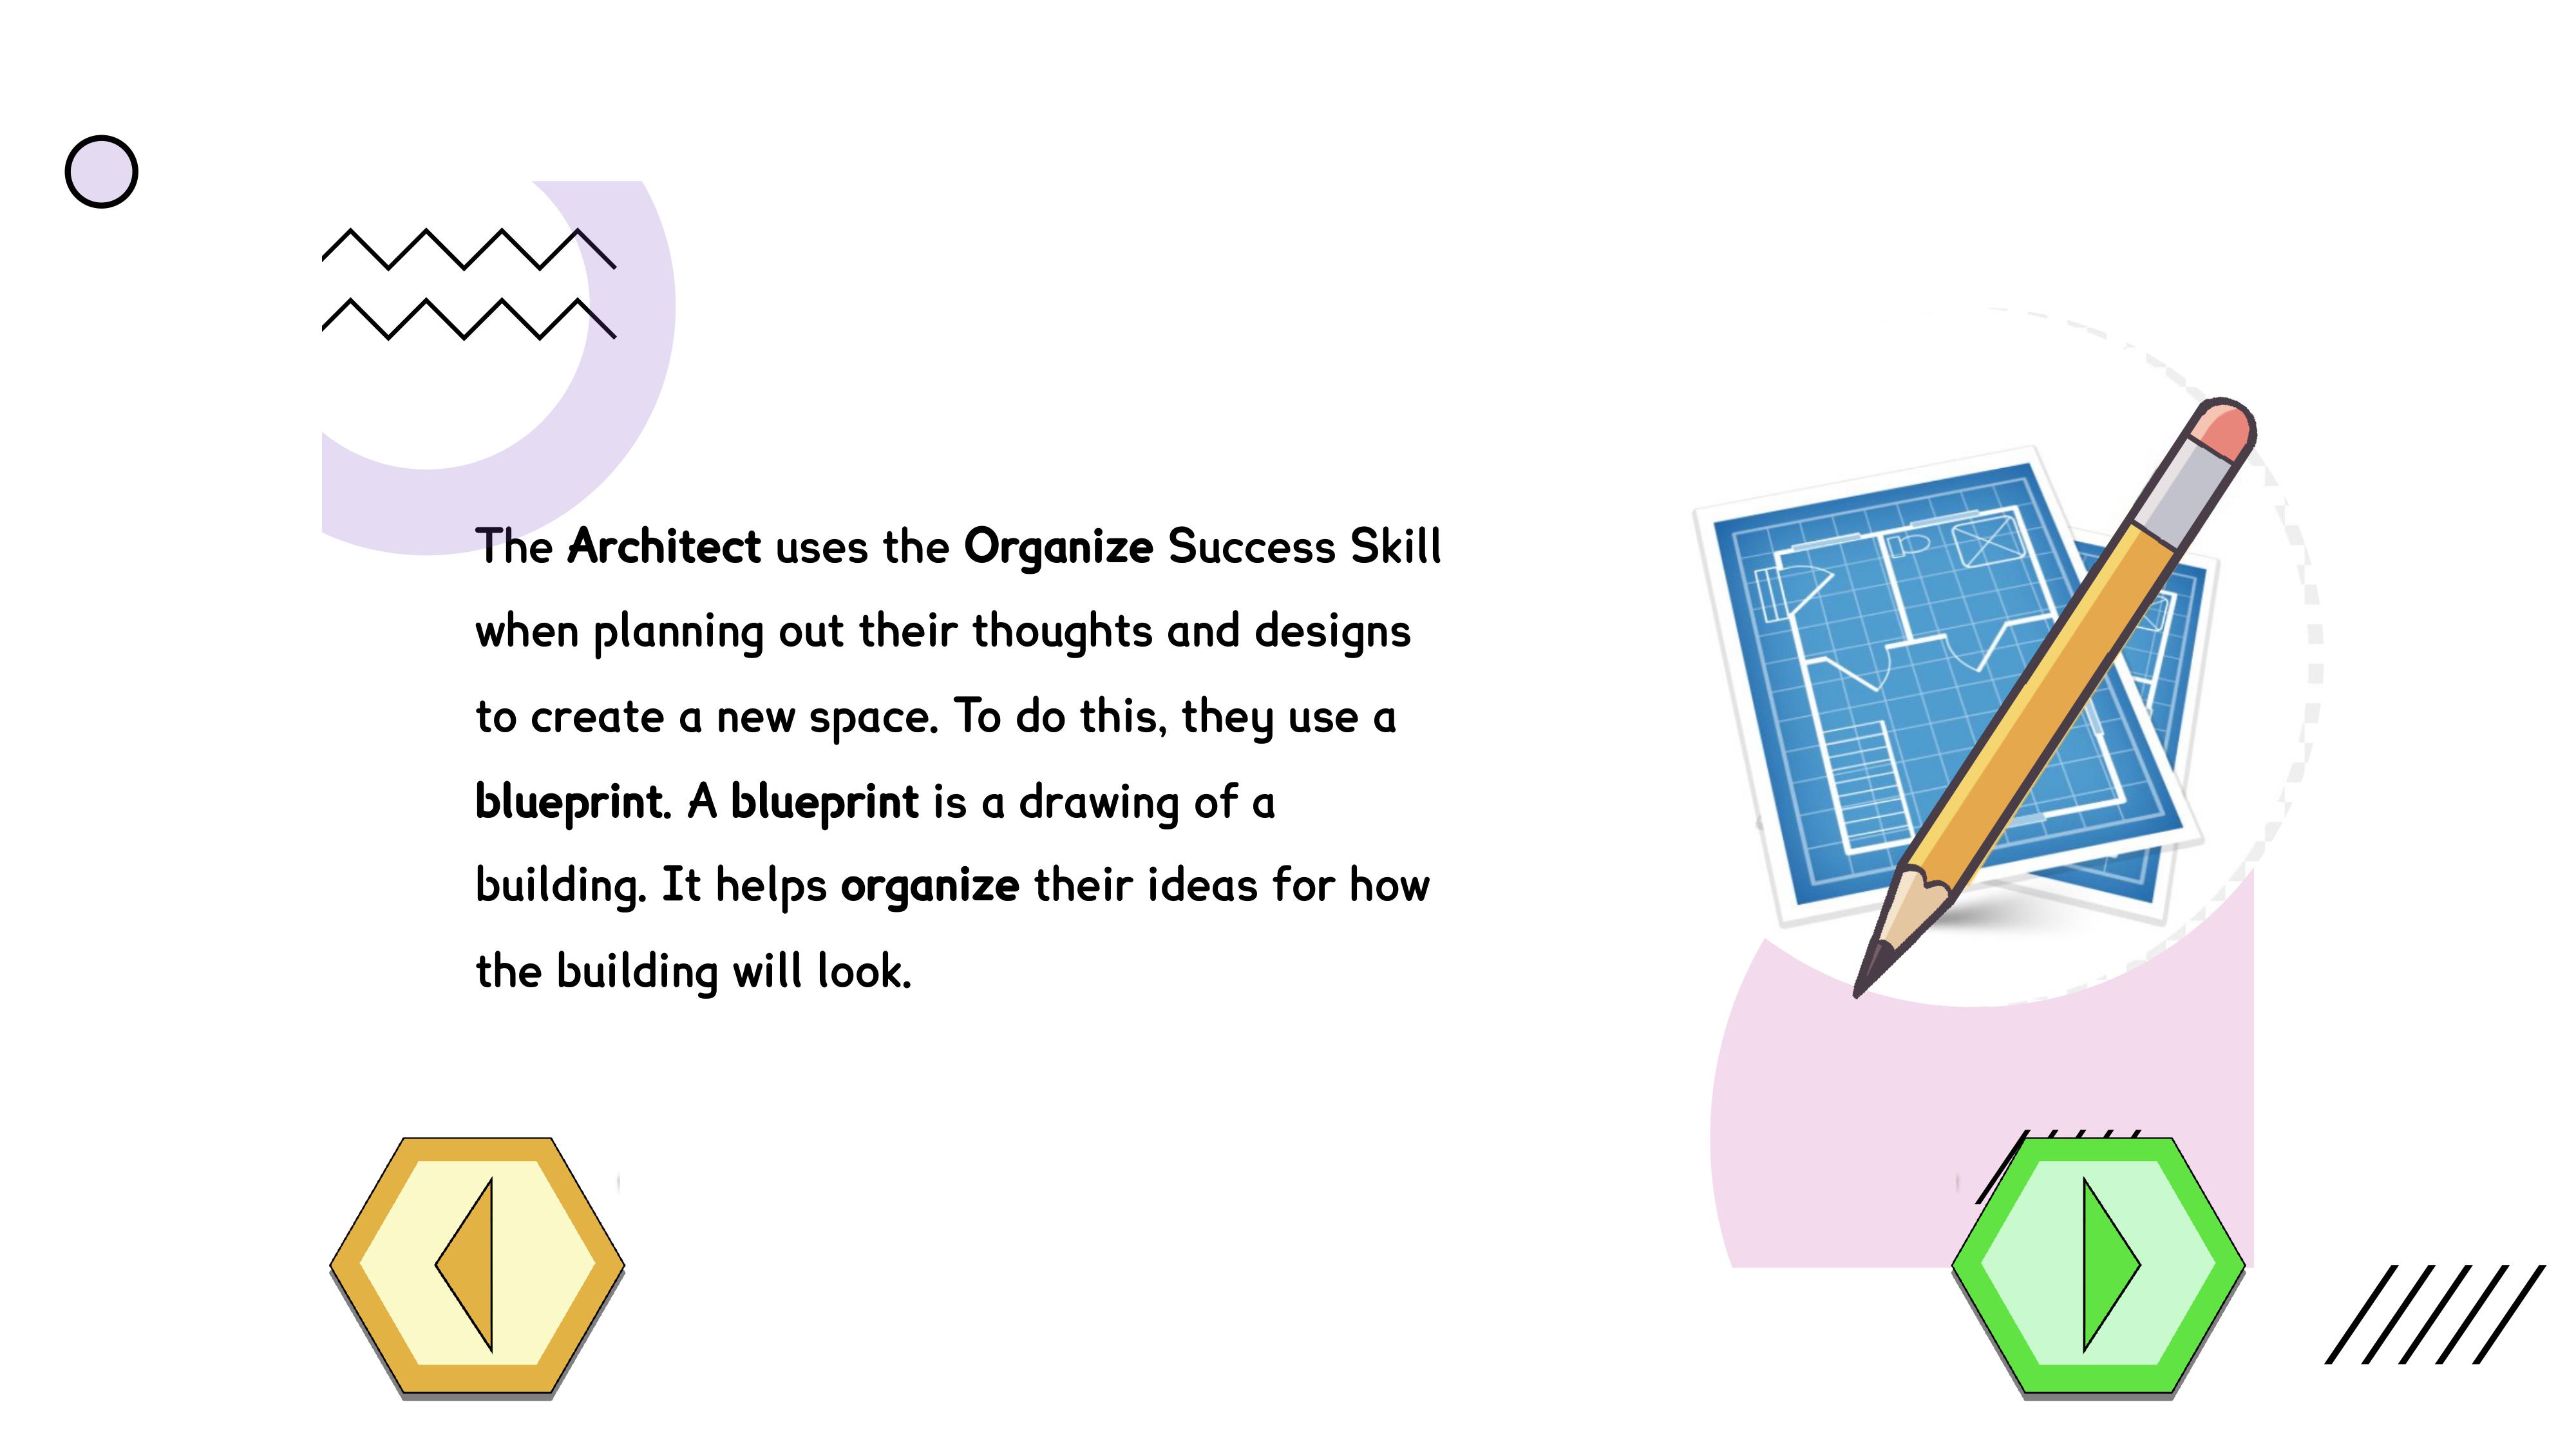 The Architect uses the Organize Success Skill
when planning out their thoughts and designs
to create a new space. To do this, they use a
blueprint. A blueprint is a drawing of a
building. It helps organize their ideas for how
the building will look.